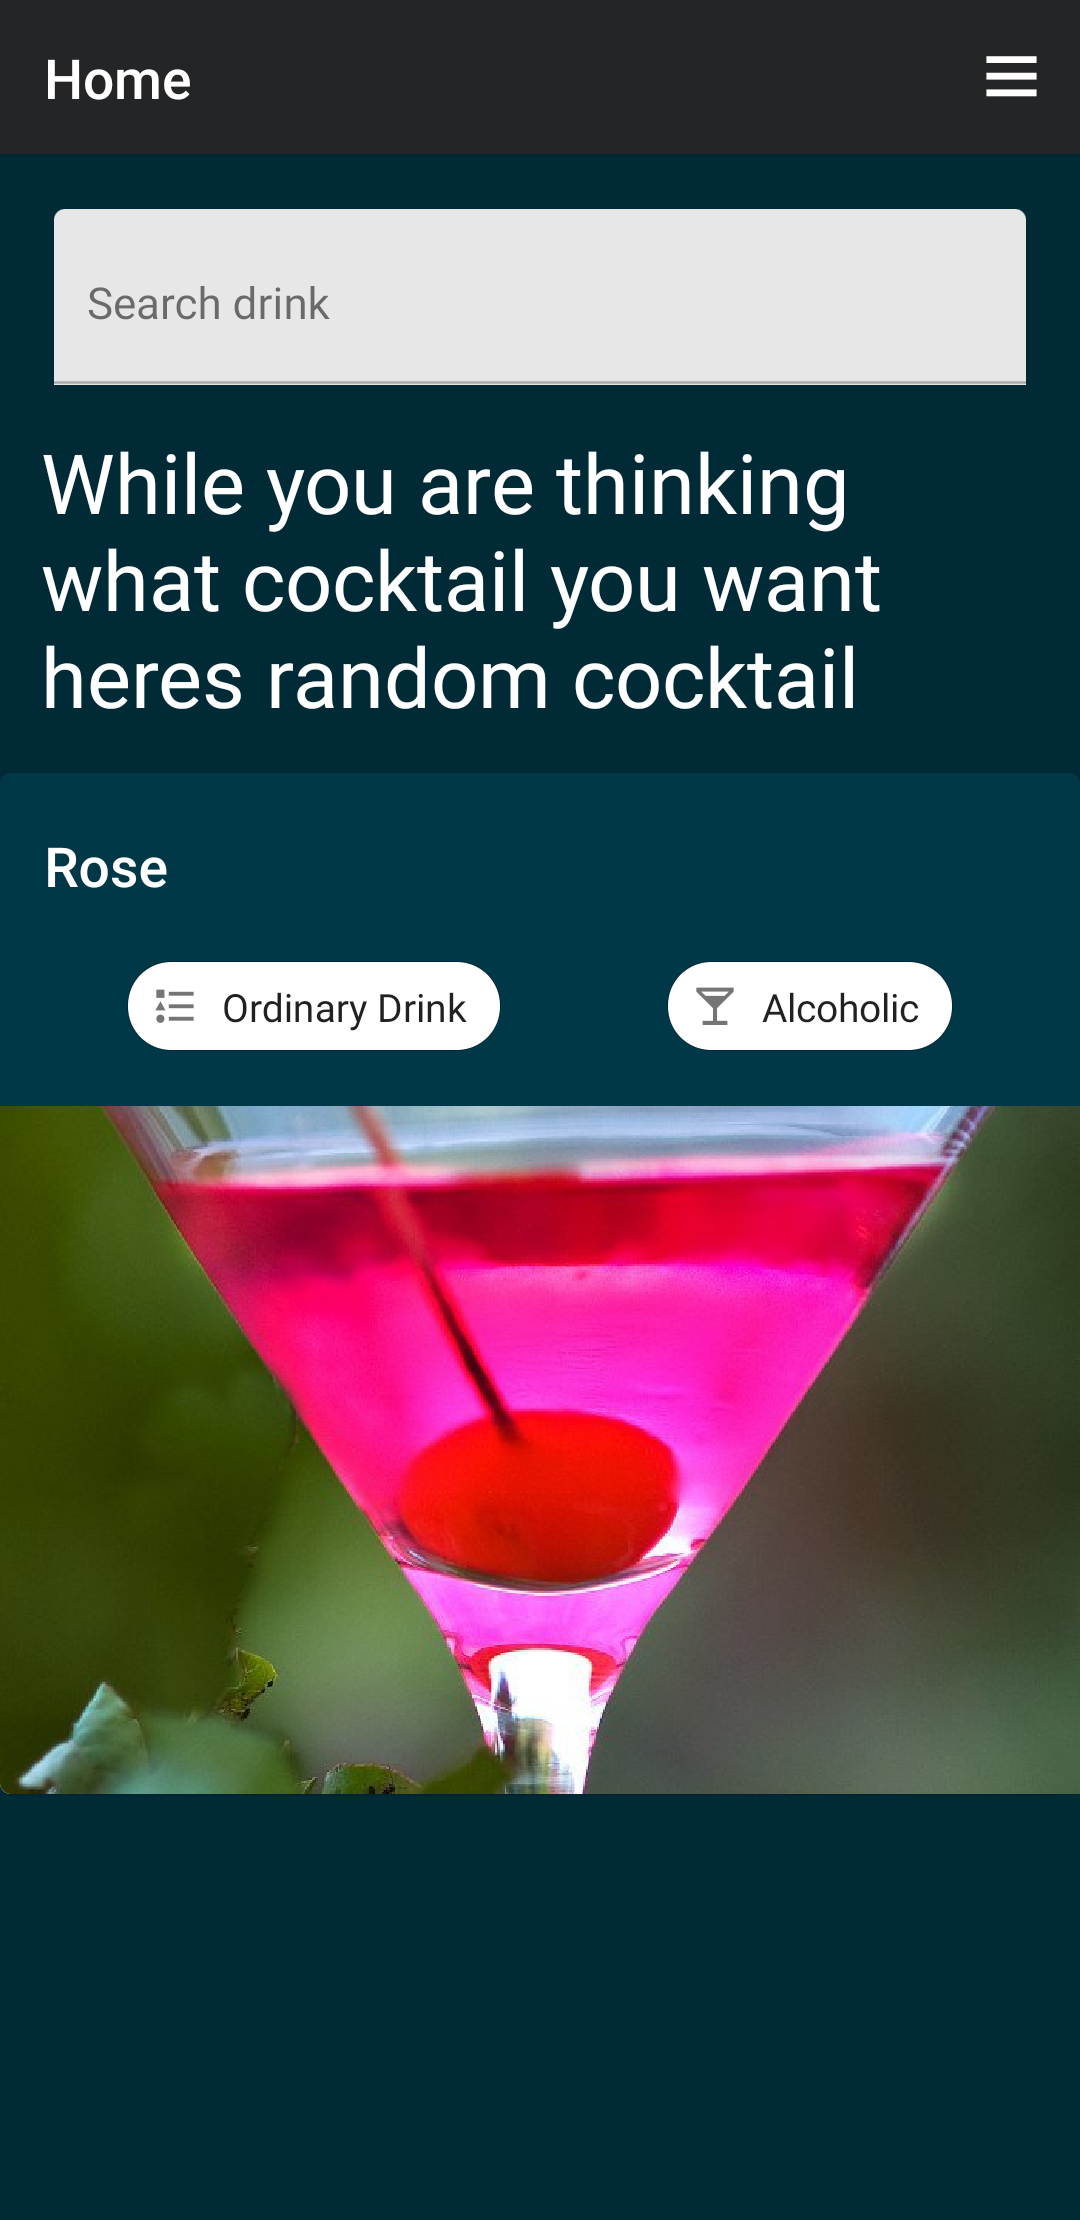 Home
Search drink
While you are thinking
what cocktail you want
heres random cocktail
Rose
Ordinary Drink
Alcoholic